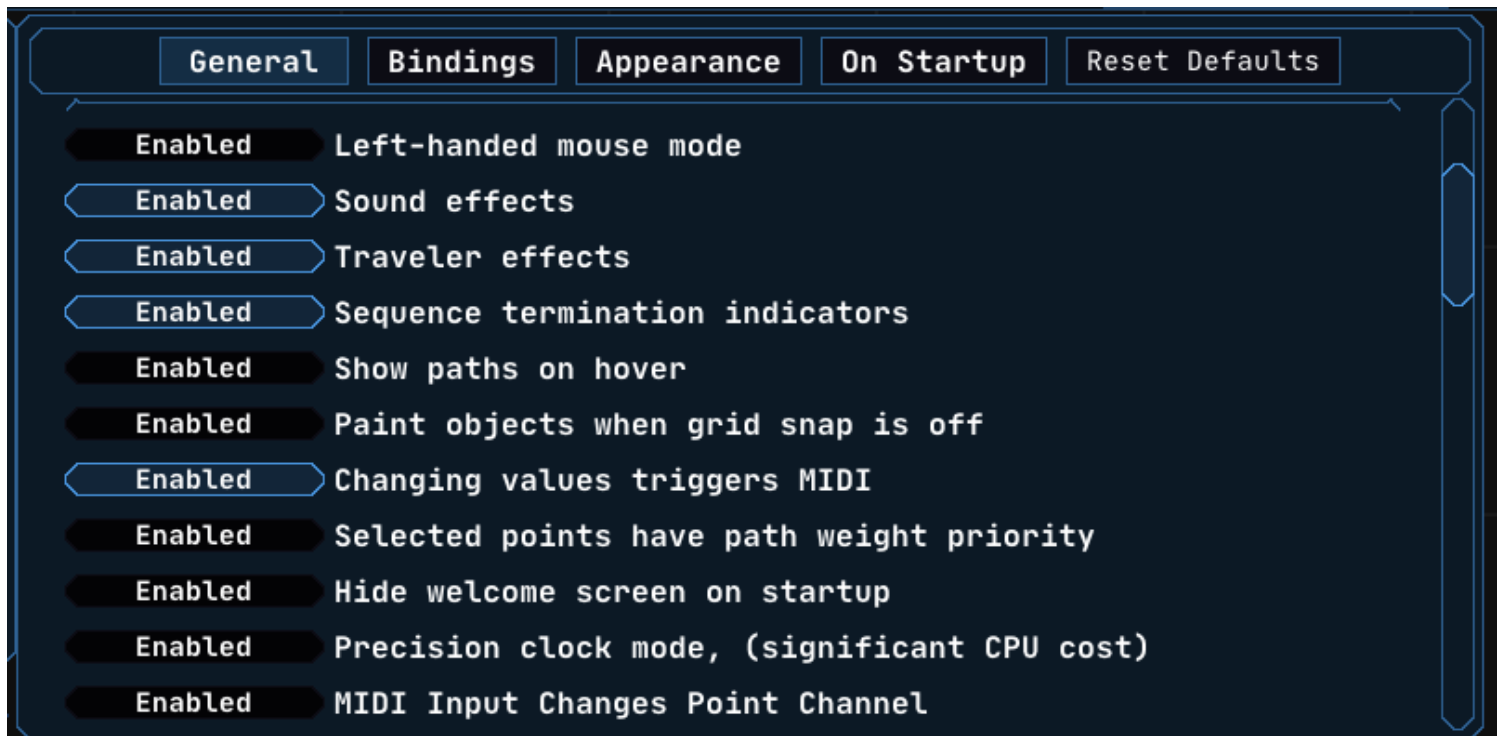 General Bindings Appearance On Startup Reset Defaults
Enabled Left-handed mouse mode
Enabled Sound effects
Enabled Traveler effects
Enabled Sequence termination indicators
Enabled Show paths on hover
Enabled Paint objects when grid snap is off
Enabled Changing values triggers MIDI
Enabled Selected points have path weight priority
Enabled Hide welcome screen on startup
Enabled Precision clock mode, (significant CPU cost)
Enabled MIDI Input Changes Point Channel